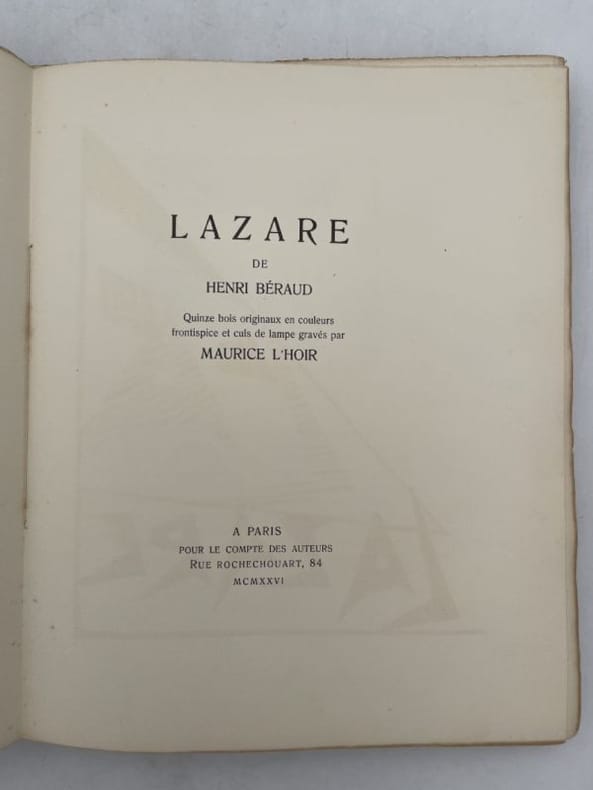 LAZARE
DE
HENRI BÉRAUD
Quinze bois originaux en couleurs
frontispice et culs de lampe gravés par
MAURICE L'HOIR
A PARIS
POUR LE COMPTE DES AUTEURS
RUE ROCHECHOUART, 84
MCMXXVI